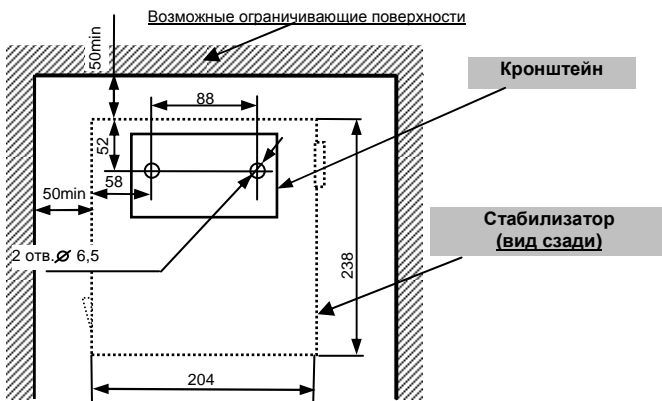 Возможные ограничивающие поверхности
50min
Кронштейн
88
52
58
50min
Стабилизатор
(вид сзади)
2 отв.Ø 6,5
238
204